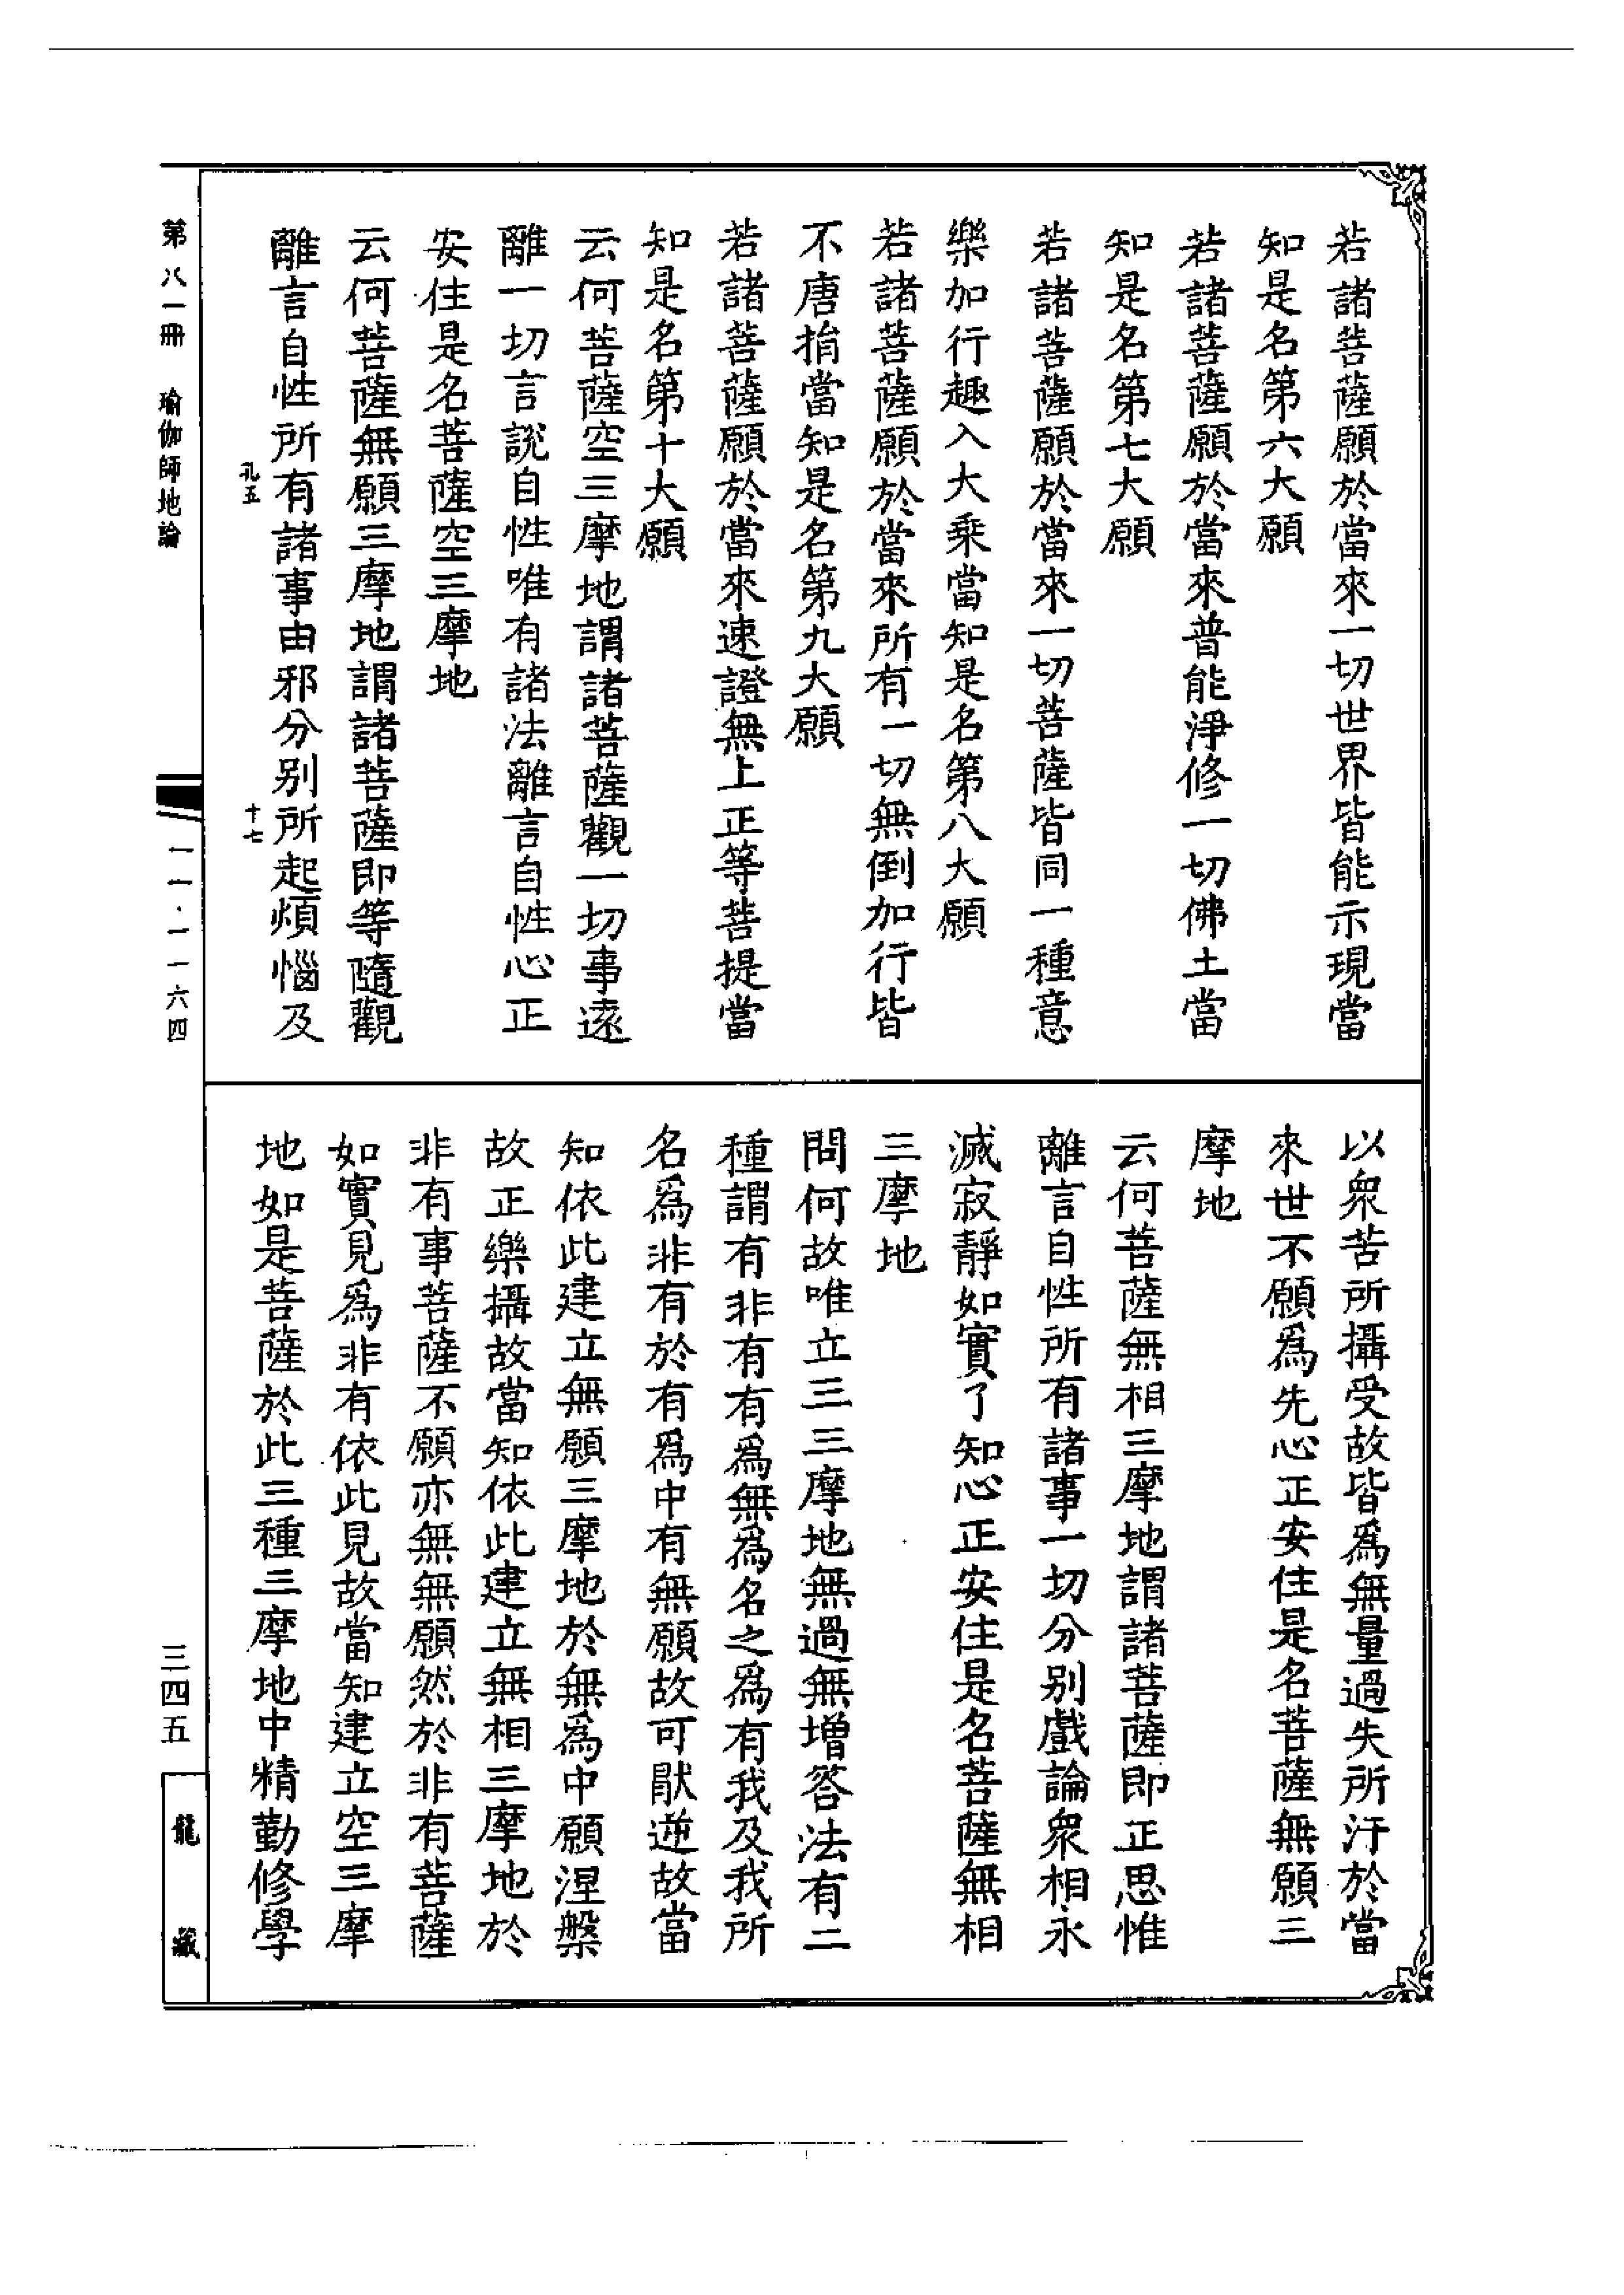 若諸菩薩願於當來一切世界皆能示現當
知是名第六大願
若諸菩薩願於當來普能淨修一切佛土當
知是名第七大願
若諸菩薩願於當來一切菩薩皆同一種意
樂加行趣入大乘當知是名第八大願
若諸菩薩願於當來所有一切無倒加行皆
不唐捐當知是名第九大願
若諸菩薩願於當來速證無上正等菩提當
知是名第十大願
云何菩薩空三摩地謂諸菩薩觀一切事遠
離一切言說自性唯有諸法離言自性心正
安住是名菩薩空三摩地
云何菩薩無願三摩地謂諸菩薩即等隨觀
離言自性所有諸事由邪分别所起煩惱及
孔五
十七
以衆苦所攝受故皆爲無量過失所汙於當
來世不願爲先心正安住是名菩薩無願三
摩地
云何菩薩無相三摩地謂諸菩薩即正思惟
離言自性所有諸事一切分别戲論衆相永
滅寂靜如實了知心正安住是名菩薩無相
三摩地
問何故唯立三三摩地無過無增答法有二
種謂有非有有爲無爲名之爲有我及我所
名爲非有於有爲中有無願故可猒逆故當
知依此建立無願三摩地於無爲中願涅槃
故正樂攝故當知依此建立無相三摩地於
非有事菩薩不願亦無無願然於非有菩薩
如實見爲非有依此見故當知建立空三摩
地如是菩薩於此三種三摩地中精勤修學
第八一冊 瑜伽師地論
一一·一一六四
三四五
龍藏